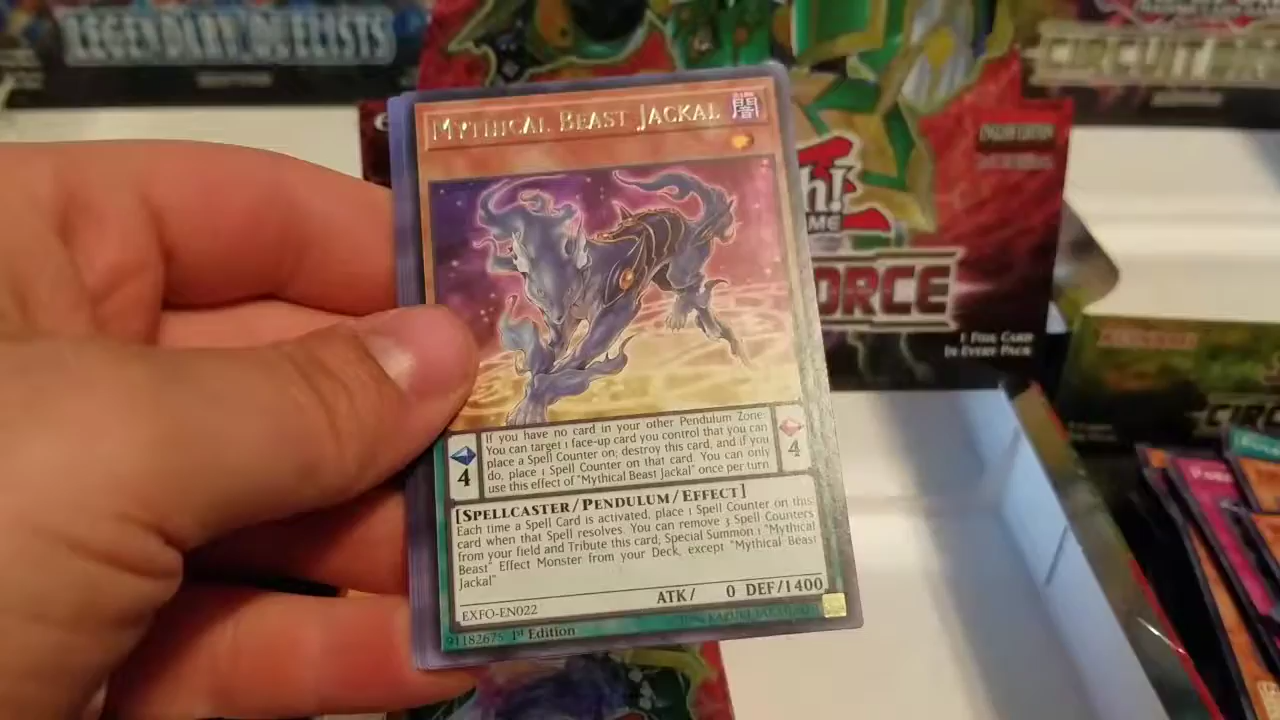 LEGENDARY DUELISTS
MYTHICAL BEAST JACKAL
闇
ENGLISH EDITION
h!
ME
ORCE
1 FOIL CARD
IN EVERY PACK
If you have no card in your other Pendulum Zone:
You can target 1 face-up card you control that you can
place a Spell Counter on; destroy this card, and if you
do, place 1 Spell Counter on that card. You can only
use this effect of "Mythical Beast Jackal" once per turn
4
4
[SPELLCASTER/PENDULUM/EFFECT]
Each time a Spell Card is activated, place 1 Spell Counter on this
card when that Spell resolves. You can remove 3 Spell Counters
from your field and Tribute this card; Special Summon 1 "Mythical
Beast" Effect Monster from your Deck, except "Mythical Beast
Jackal"
ATK/ 0 DEF/1400
EXFO-EN022
91182675 1st Edition